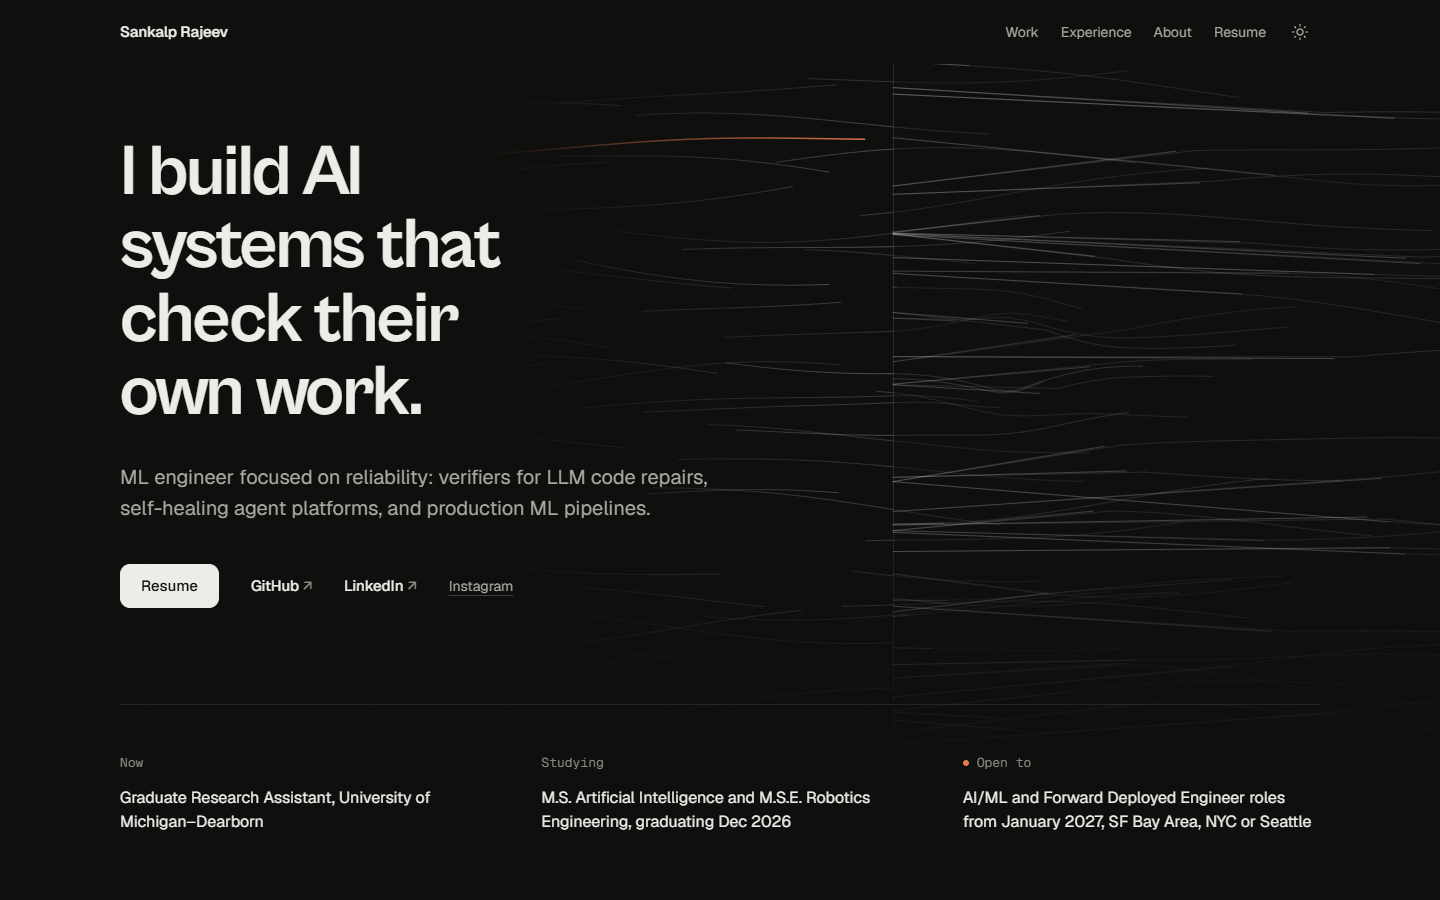 Sankalp Rajeev
Work Experience About Resume
I build AI
systems that
check their
own work.
ML engineer focused on reliability: verifiers for LLM code repairs,
self-healing agent platforms, and production ML pipelines.
Resume GitHub ↗ LinkedIn ↗ Instagram
Now
Graduate Research Assistant, University of
Michigan–Dearborn
Studying
M.S. Artificial Intelligence and M.S.E. Robotics
Engineering, graduating Dec 2026
Open to
AI/ML and Forward Deployed Engineer roles
from January 2027, SF Bay Area, NYC or Seattle